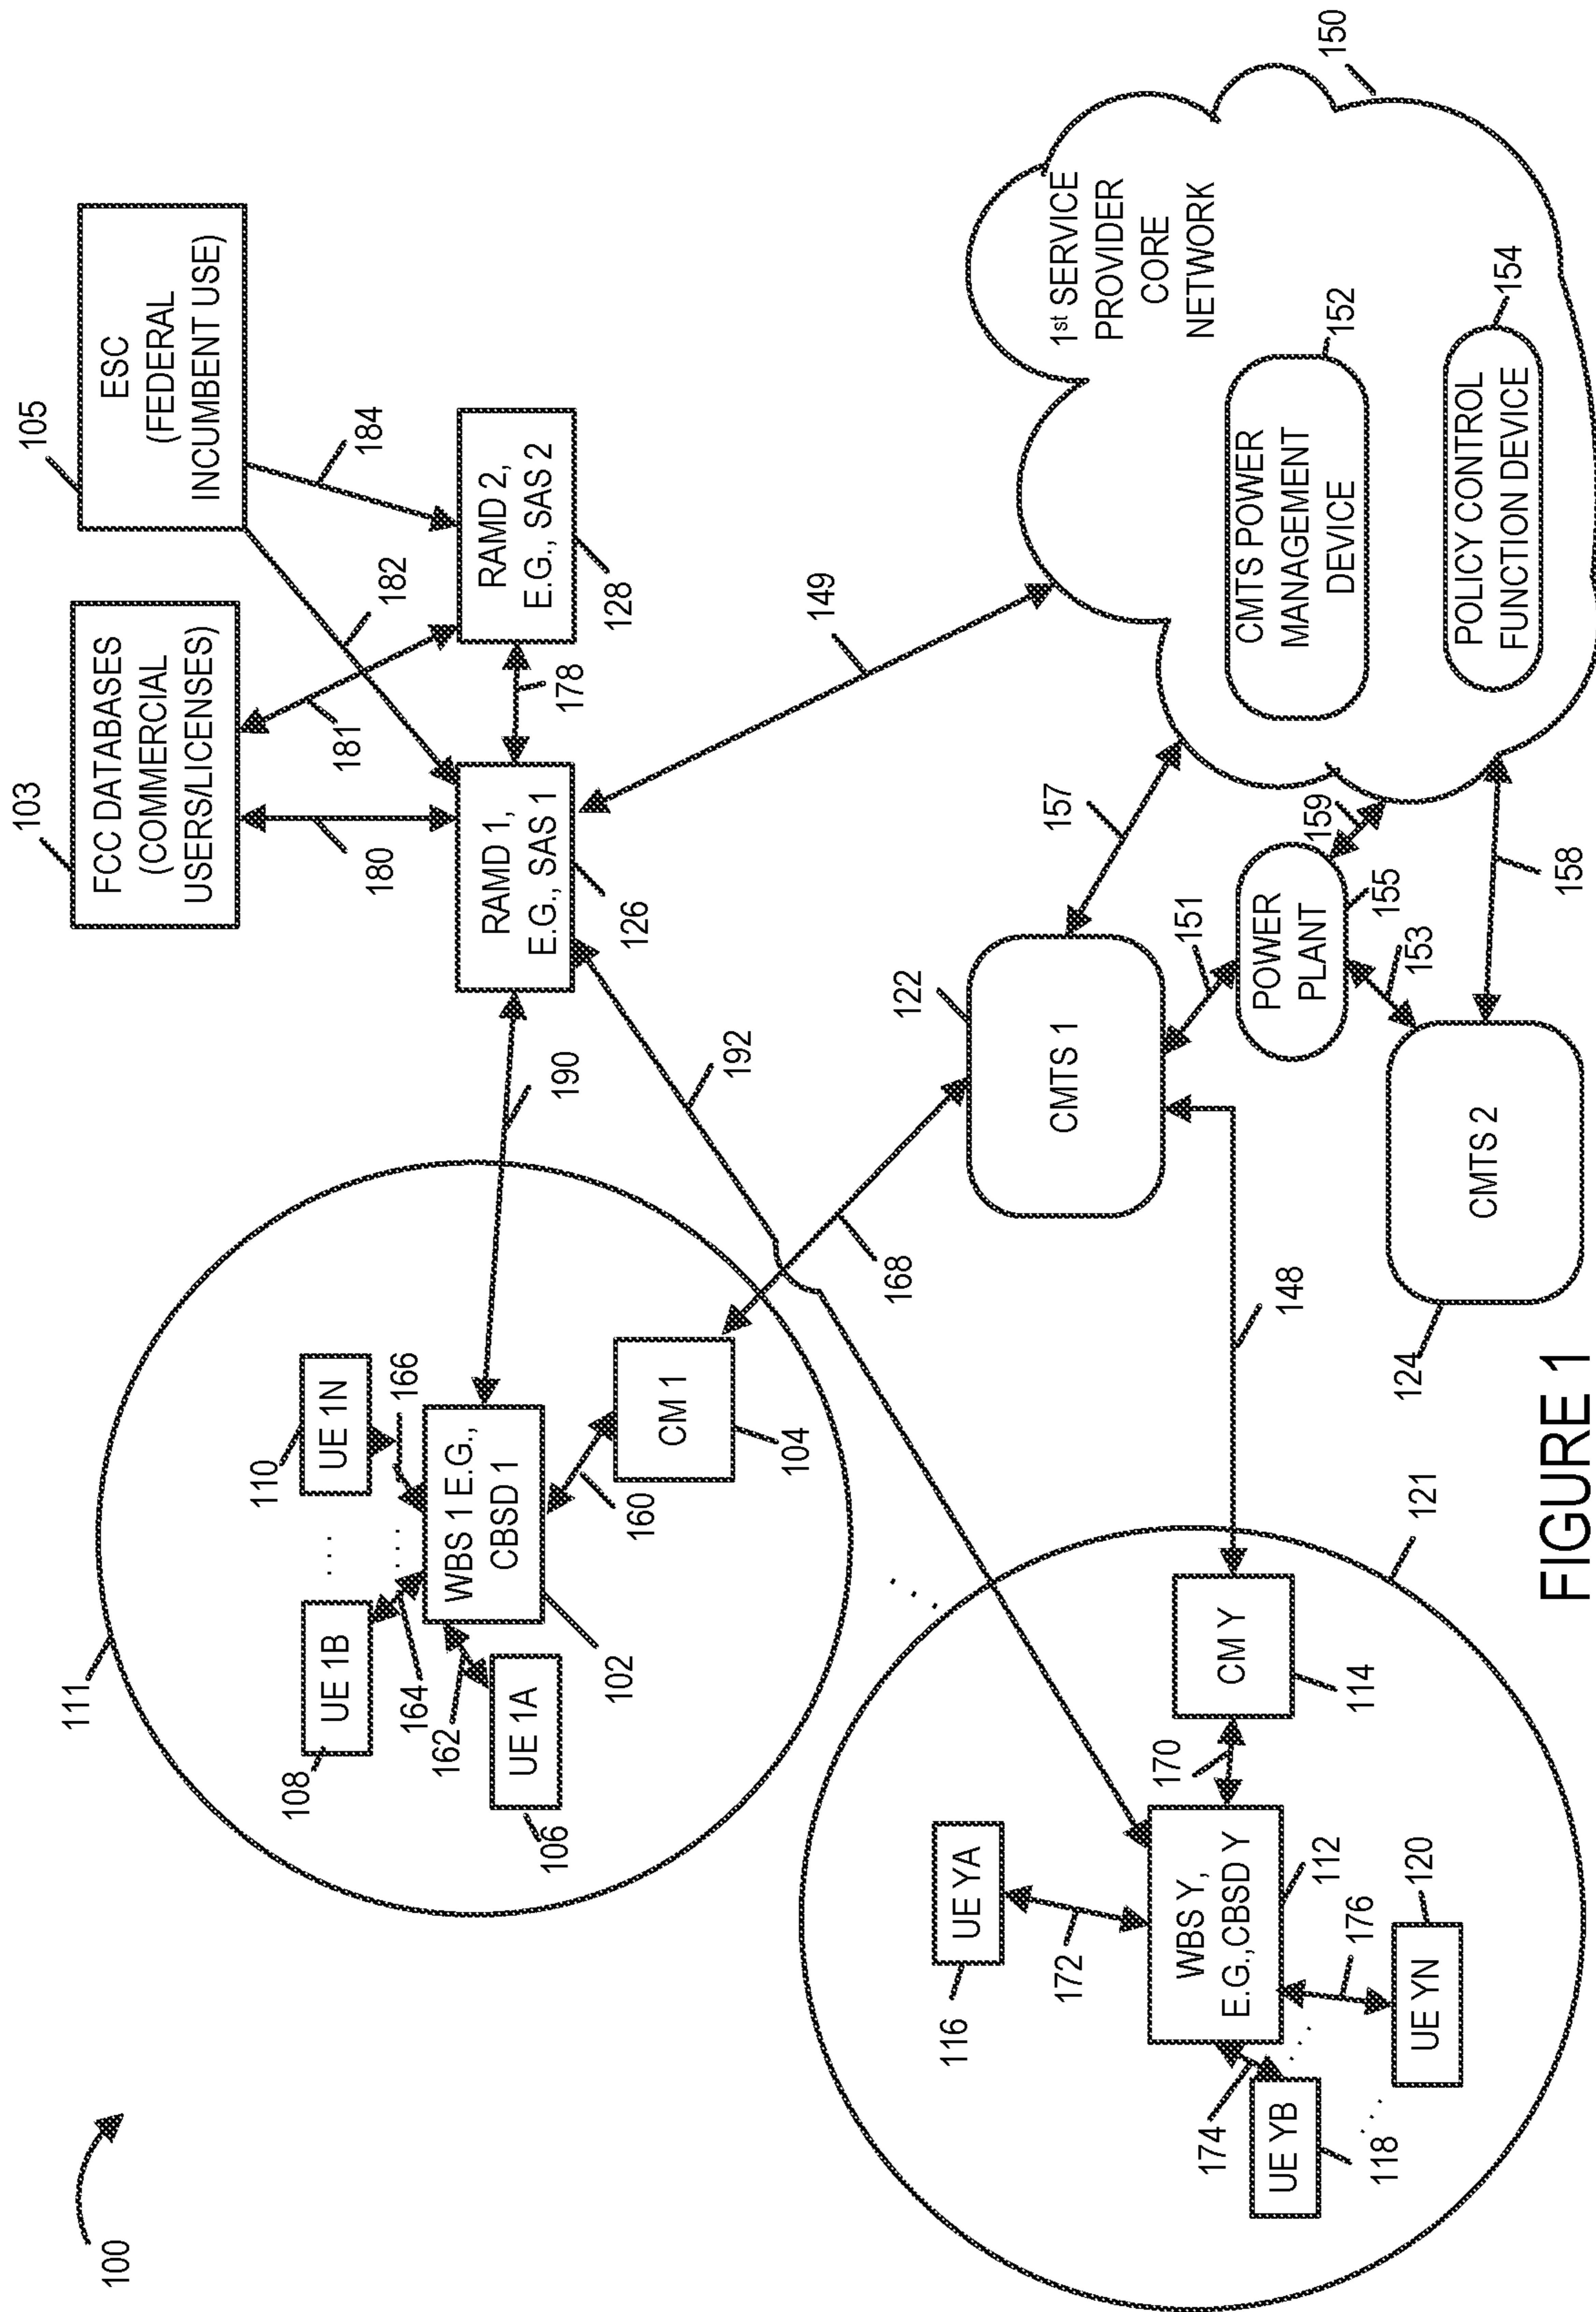 100
111
110
UE 1N
166
108
UE 1B
. . .
. . .
WBS 1 E.G.,
CBSD 1
164
162
UE 1A
106
102
160
CM 1
104
190
103
FCC DATABASES
(COMMERCIAL
USERS/LICENSES)
105
ESC
(FEDERAL
INCUMBENT USE)
180
181
182
184
RAMD 1,
E.G., SAS 1
126
178
RAMD 2,
E.G., SAS 2
128
192
149
168
. . .
116
UE YA
172
WBS Y,
E.G.,CBSD Y
112
170
CM Y
114
174
UE YB
118
. . .
. . .
176
UE YN
120
121
148
122
CMTS 1
157
151
POWER
PLANT
155
159
153
CMTS 2
124
158
1st SERVICE
PROVIDER
CORE
NETWORK
150
CMTS POWER
MANAGEMENT
DEVICE
152
POLICY CONTROL
FUNCTION DEVICE
154
FIGURE 1